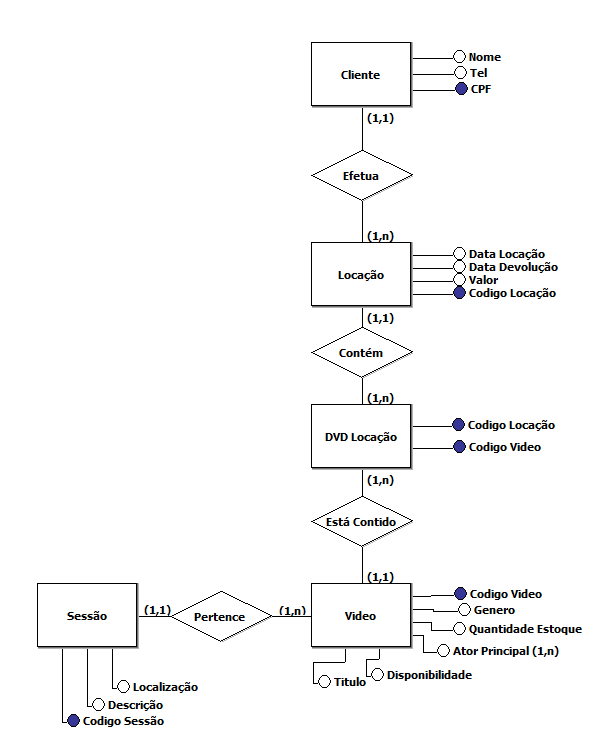 Nome
Tel
Cliente
CPF
(1,1)
Efetua
(1,n)
Data Locação
Data Devolução
Locação
Valor
Codigo Locação
(1,1)
Contém
(1,n)
Codigo Locação
DVD Locação
Codigo Video
(1,n)
Está Contido
(1,1)
Codigo Video
Genero
Sessão
(1,1)
Pertence
(1,n)
Video
Quantidade Estoque
Ator Principal (1,n)
Titulo
Disponibilidade
Localização
Descrição
Codigo Sessão